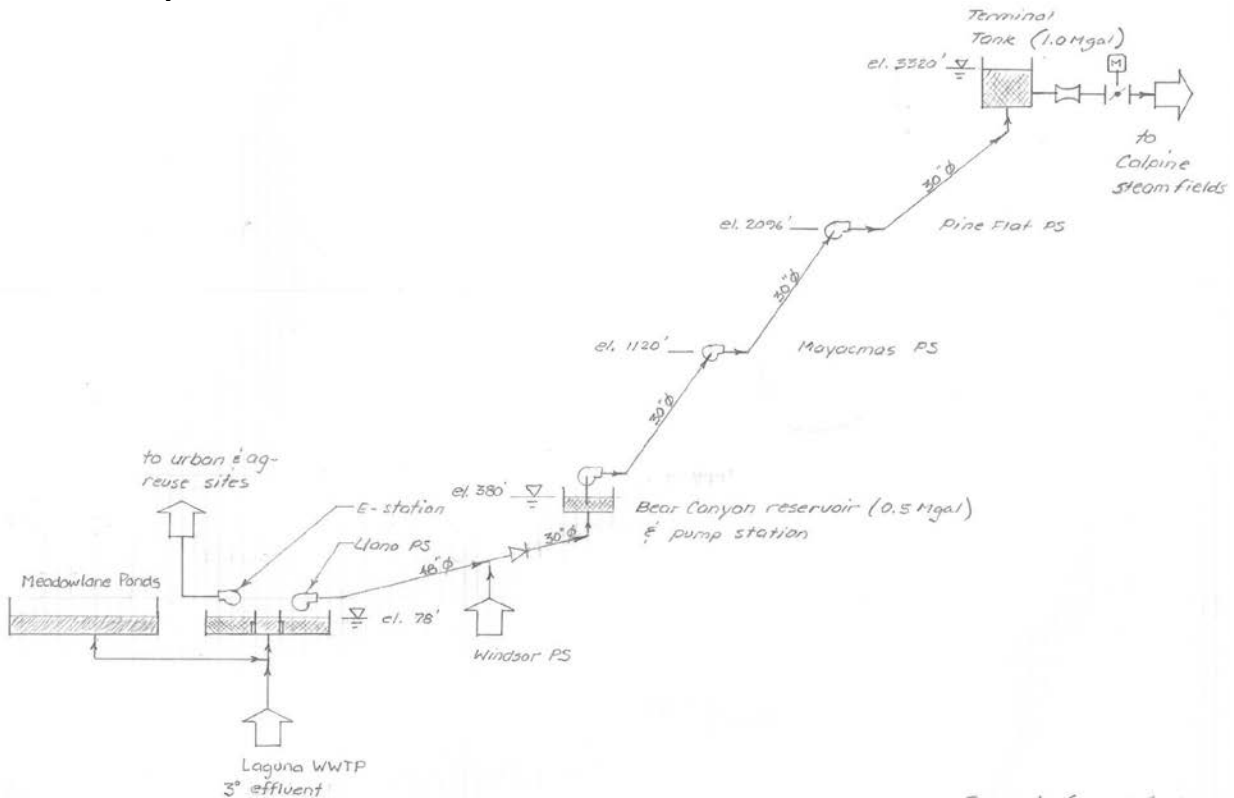 Terminal
Tank (1.0 Mgal)
el. 3320'
M
to
Calpine
steam fields
30"ϕ
el. 2096'
Pine Flat PS
30"ϕ
el. 1120'
Mayacmas PS
30"ϕ
to urban & ag-
reuse sites
E-station
Llano PS
el. 380'
Bear Canyon reservoir (0.5 Mgal)
& pump station
30"ϕ
48"ϕ
Meadowlane Ponds
el. 78'
Windsor PS
Laguna WWTP
3° effluent